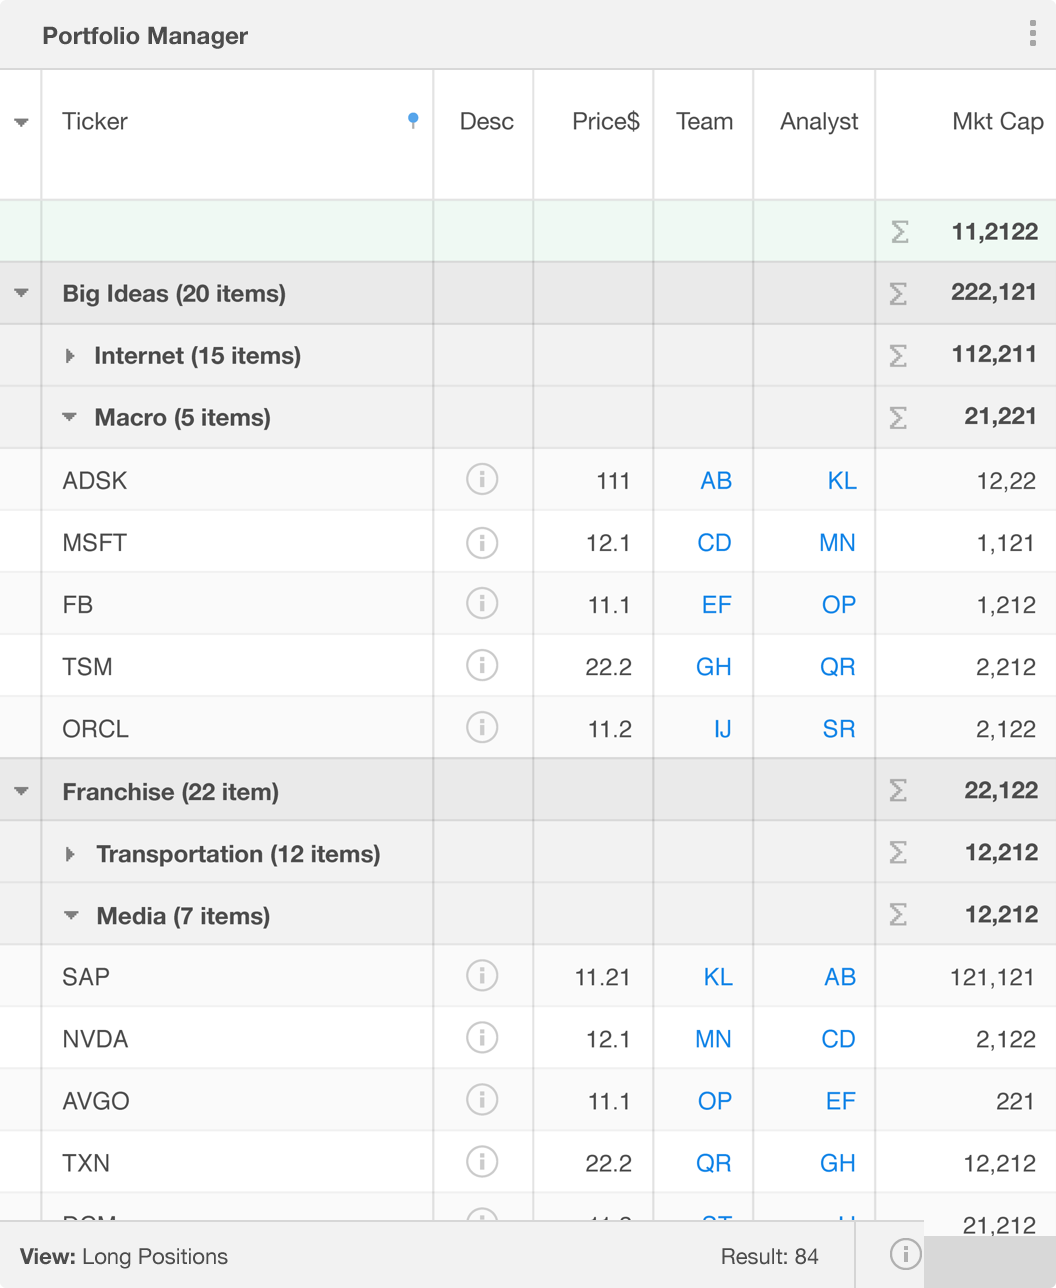 Portfolio Manager
Ticker Desc Price$ Team Analyst Mkt Cap
Σ 11,2122
Big Ideas (20 items) Σ 222,121
Internet (15 items) Σ 112,211
Macro (5 items) Σ 21,221
ADSK i 111 AB KL 12,22
MSFT i 12.1 CD MN 1,121
FB i 11.1 EF OP 1,212
TSM i 22.2 GH QR 2,212
ORCL i 11.2 IJ SR 2,122
Franchise (22 item) Σ 22,122
Transportation (12 items) Σ 12,212
Media (7 items) Σ 12,212
SAP i 11.21 KL AB 121,121
NVDA i 12.1 MN CD 2,122
AVGO i 11.1 OP EF 221
TXN i 22.2 QR GH 12,212
21,212
View: Long Positions Result: 84 i